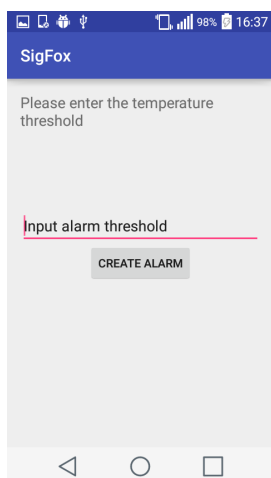 98% 16:37
SigFox
Please enter the temperature
threshold
Input alarm threshold
CREATE ALARM